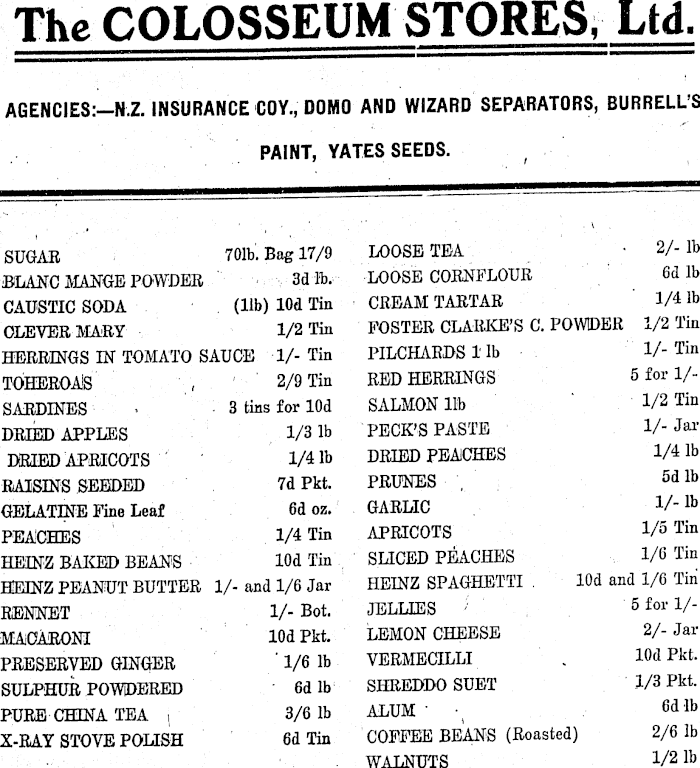 The COLOSSEUM STORES, Ltd.
AGENCIES:—N.Z. INSURANCE COY., DOMO AND WIZARD SEPARATORS, BURRELL'S
PAINT, YATES SEEDS.
SUGAR 70lb. Bag 17/9
BLANC MANGE POWDER 3d lb.
CAUSTIC SODA (1lb) 10d Tin
CLEVER MARY 1/2 Tin
HERRINGS IN TOMATO SAUCE 1/- Tin
TOHEROAS 2/9 Tin
SARDINES 3 tins for 10d
DRIED APPLES 1/3 lb
DRIED APRICOTS 1/4 lb
RAISINS SEEDED 7d Pkt.
GELATINE Fine Leaf 6d oz.
PEACHES 1/4 Tin
HEINZ BAKED BEANS 10d Tin
HEINZ PEANUT BUTTER 1/- and 1/6 Jar
RENNET 1/- Bot.
MACARONI 10d Pkt.
PRESERVED GINGER 1/6 lb
SULPHUR POWDERED 6d lb
PURE CHINA TEA 3/6 lb
X-RAY STOVE POLISH 6d Tin
LOOSE TEA 2/- lb
LOOSE CORNFLOUR 6d lb
CREAM TARTAR 1/4 lb
FOSTER CLARKE'S C. POWDER 1/2 Tin
PILCHARDS 1 lb 1/- Tin
RED HERRINGS 5 for 1/-
SALMON 1lb 1/2 Tin
PECK'S PASTE 1/- Jar
DRIED PEACHES 1/4 lb
PRUNES 5d lb
GARLIC 1/- lb
APRICOTS 1/5 Tin
SLICED PEACHES 1/6 Tin
HEINZ SPAGHETTI 10d and 1/6 Tin
JELLIES 5 for 1/-
LEMON CHEESE 2/- Jar
VERMECILLI 10d Pkt.
SHREDDO SUET 1/3 Pkt.
ALUM 6d lb
COFFEE BEANS (Roasted) 2/6 lb
WALNUTS 1/2 lb